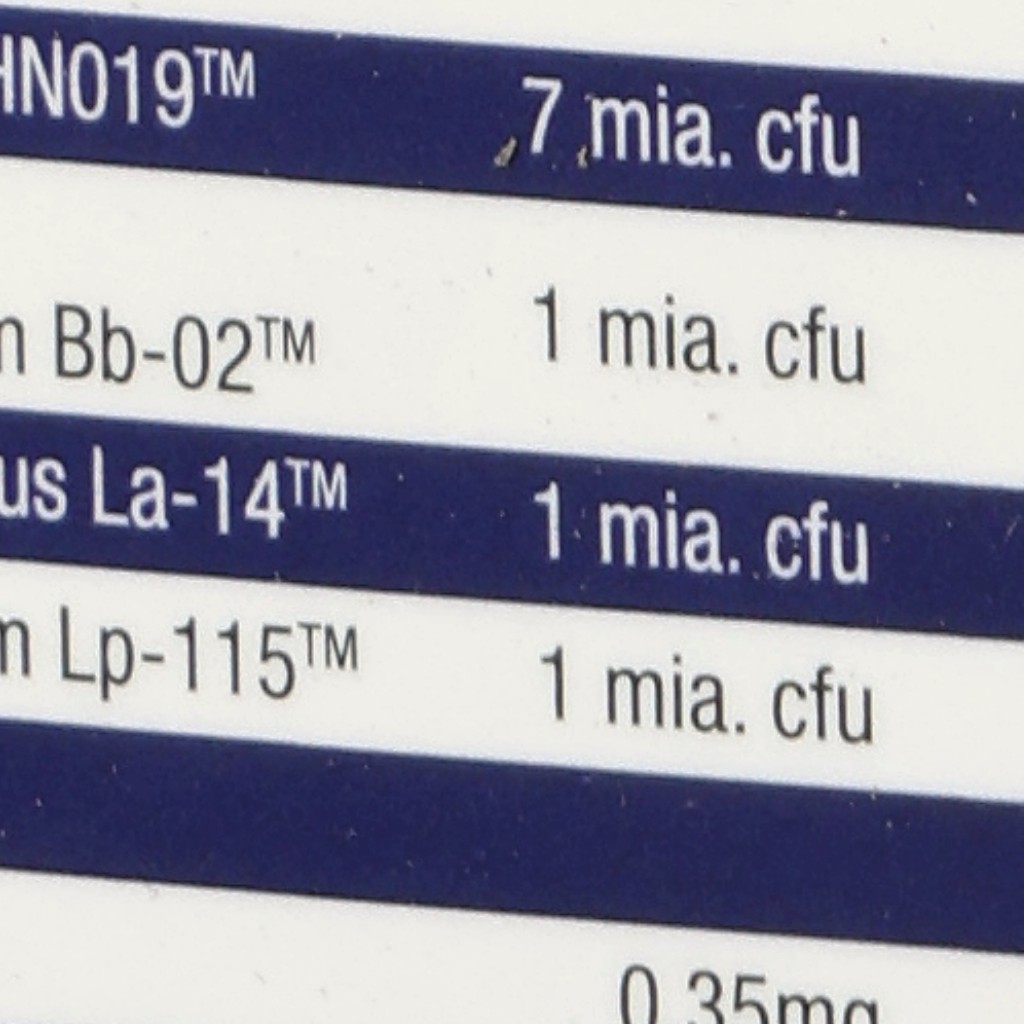 HN019™ 7 mia. cfu
Bb-02™ 1 mia. cfu
us La-14™ 1 mia. cfu
m Lp-115™ 1 mia. cfu
0,35mg